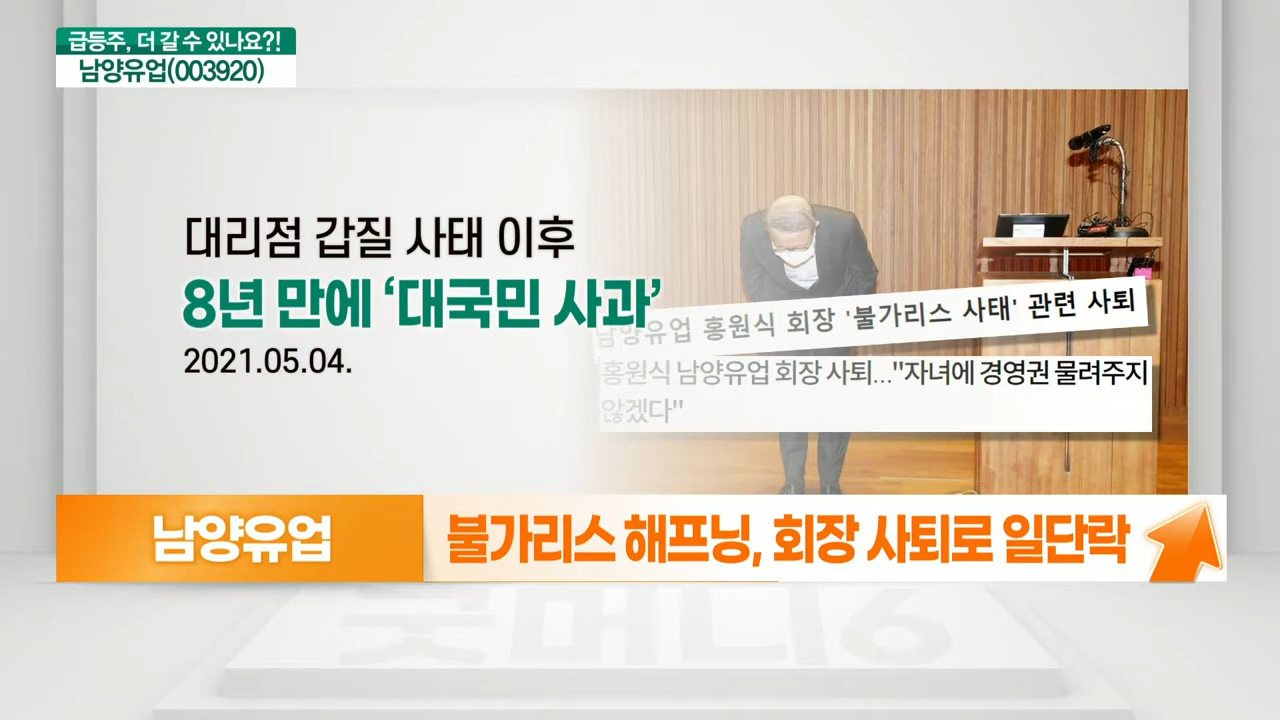 급등주, 더 갈 수 있나요?!
남양유업(003920)
대리점 갑질 사태 이후
8년 만에 ‘대국민 사과’
2021.05.04.
남양유업 홍원식 회장 '불가리스 사태' 관련 사퇴
홍원식 남양유업 회장 사퇴..."자녀에 경영권 물려주지
않겠다"
남양유업
불가리스 해프닝, 회장 사퇴로 일단락
굿머니6